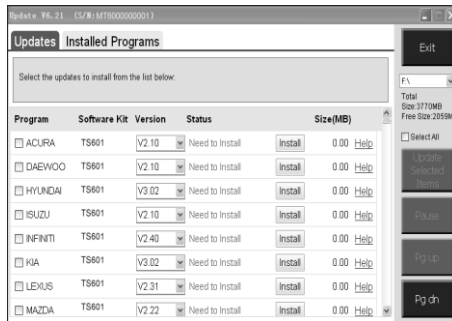 Update V6.21 (S/N:MT6000000001)
Updates Installed Programs
Select the updates to install from the list below:
Program Software Kit Version Status Size(MB)
ACURA TS601 V2.10 Need to Install Install 0.00 Help
DAEWOO TS601 V2.10 Need to Install Install 0.00 Help
HYUNDAI TS601 V3.02 Need to Install Install 0.00 Help
ISUZU TS601 V2.10 Need to Install Install 0.00 Help
INFINITI TS601 V2.40 Need to Install Install 0.00 Help
KIA TS601 V3.02 Need to Install Install 0.00 Help
LEXUS TS601 V2.31 Need to Install Install 0.00 Help
MAZDA TS601 V2.22 Need to Install Install 0.00 Help
Exit
F:\
Total
Size:3770MB
Free Size:2059M
Select All
Update
Selected
Items
Pause
Pg up
Pg dn